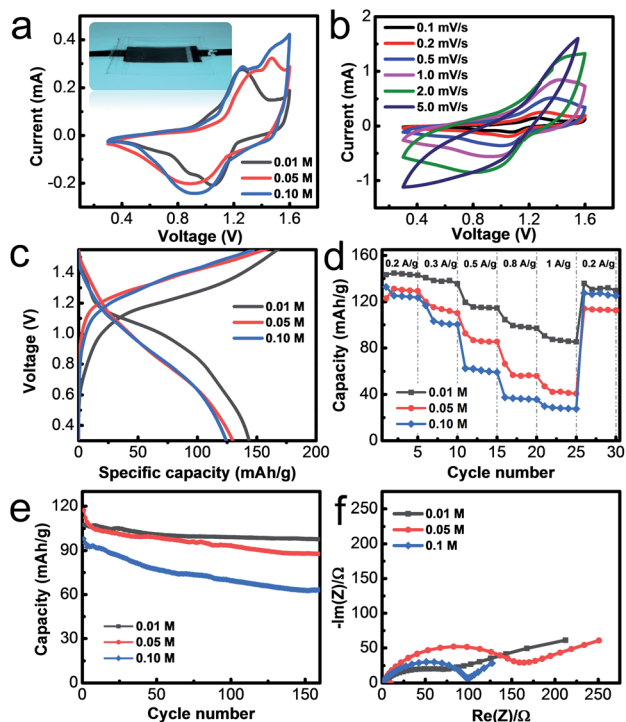 a
Current (mA)
0.4
0.2
0.0
-0.2
0.4 0.8 1.2 1.6
Voltage (V)
0.01 M
0.05 M
0.10 M
b
Current (mA)
2
1
0
-1
0.4 0.8 1.2 1.6
Voltage (V)
0.1 mV/s
0.2 mV/s
0.5 mV/s
1.0 mV/s
2.0 mV/s
5.0 mV/s
c
Voltage (V)
1.4
1.2
1.0
0.8
0.6
0.4
0 50 100 150 200
Specific capacity (mAh/g)
0.01 M
0.05 M
0.10 M
d
Capacity (mAh/g)
160
120
80
40
0
0 5 10 15 20 25 30
Cycle number
0.2 A/g 0.3 A/g 0.5 A/g 0.8 A/g 1 A/g 0.2 A/g
0.01 M
0.05 M
0.10 M
e
Capacity (mAh/g)
120
90
60
30
0
0 50 100 150
Cycle number
0.01 M
0.05 M
0.10 M
f
-Im(Z)/Ω
250
200
150
100
50
0
0 50 100 150 200 250
Re(Z)/Ω
0.01 M
0.05 M
0.1 M